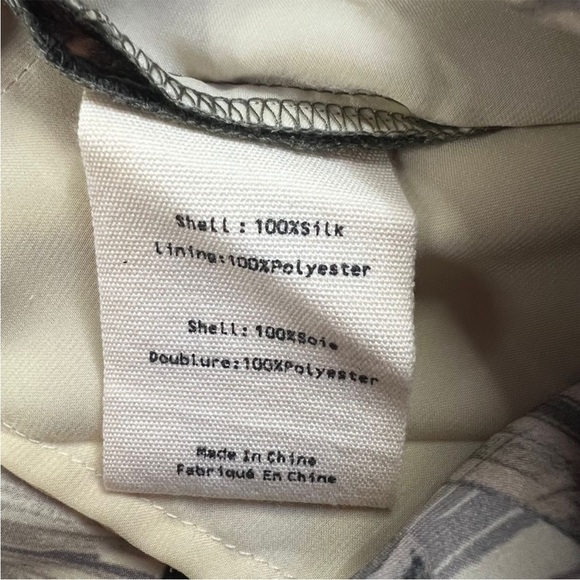 Shell : 100%Silk
lining:100%Polyester
Shell: 100%Soie
Doublure:100%Polyester
Made In China
Fabriqué En Chine